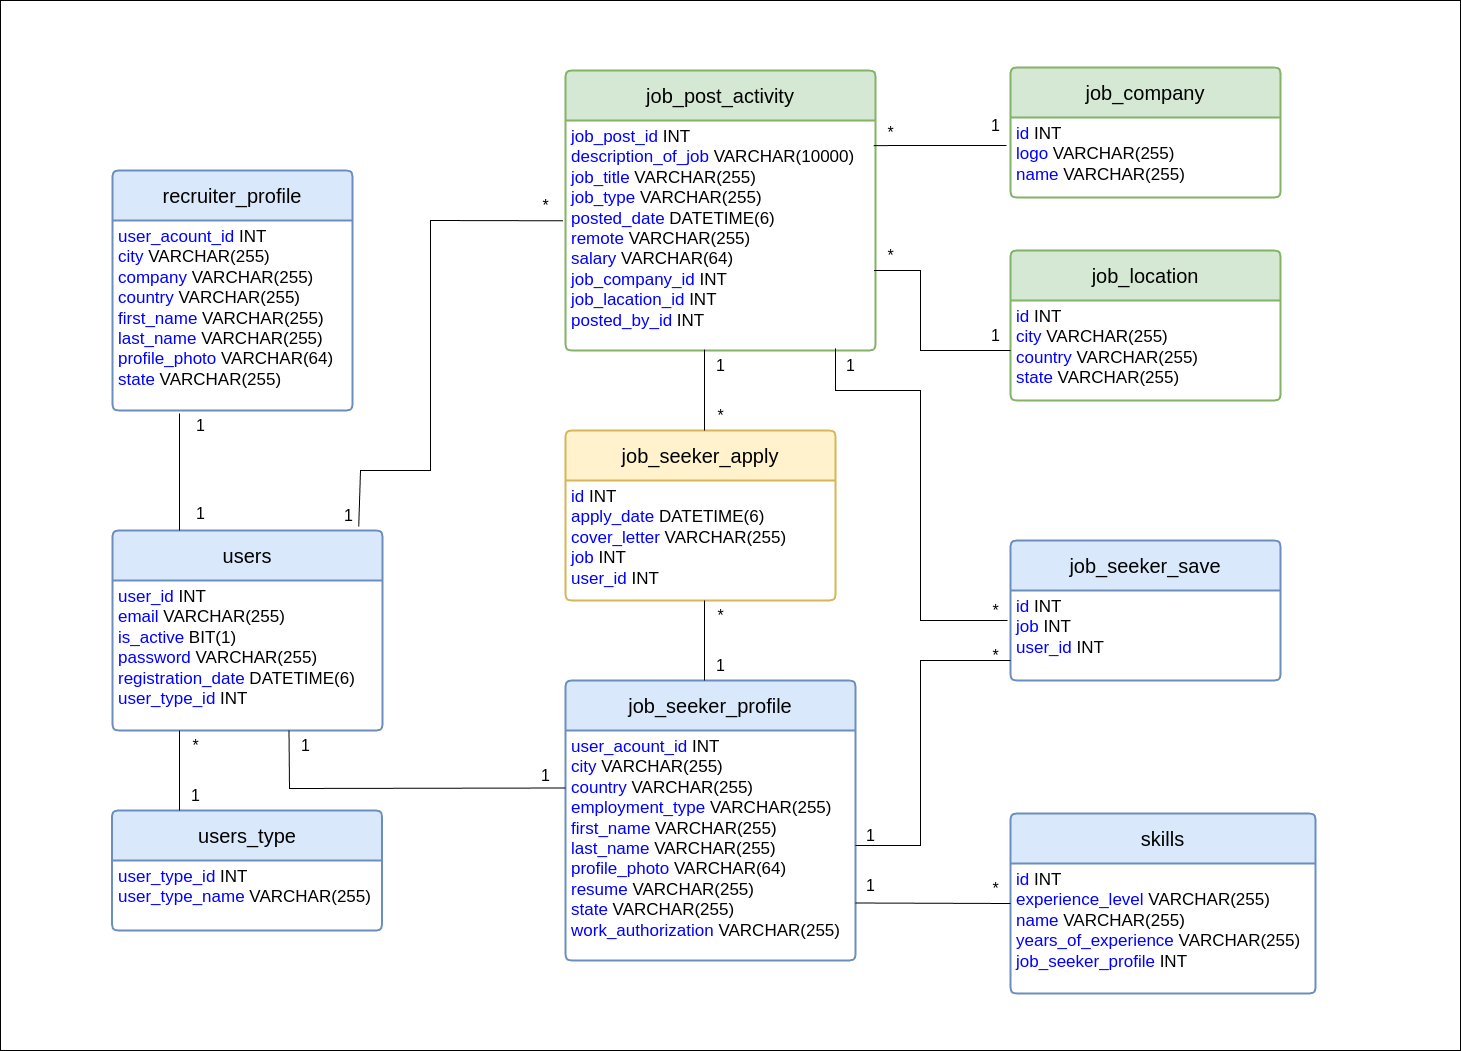 recruiter_profile
user_acount_id INT
city VARCHAR(255)
company VARCHAR(255)
country VARCHAR(255)
first_name VARCHAR(255)
last_name VARCHAR(255)
profile_photo VARCHAR(64)
state VARCHAR(255)
1
1
1
users
user_id INT
email VARCHAR(255)
is_active BIT(1)
password VARCHAR(255)
registration_date DATETIME(6)
user_type_id INT
*
1
1
users_type
user_type_id INT
user_type_name VARCHAR(255)
*
job_post_activity
job_post_id INT
description_of_job VARCHAR(10000)
job_title VARCHAR(255)
job_type VARCHAR(255)
posted_date DATETIME(6)
remote VARCHAR(255)
salary VARCHAR(64)
job_company_id INT
job_lacation_id INT
posted_by_id INT
1
1
*
job_seeker_apply
id INT
apply_date DATETIME(6)
cover_letter VARCHAR(255)
job INT
user_id INT
*
1
1
job_seeker_profile
user_acount_id INT
city VARCHAR(255)
country VARCHAR(255)
employment_type VARCHAR(255)
first_name VARCHAR(255)
last_name VARCHAR(255)
profile_photo VARCHAR(64)
resume VARCHAR(255)
state VARCHAR(255)
work_authorization VARCHAR(255)
*
1
job_company
id INT
logo VARCHAR(255)
name VARCHAR(255)
*
1
job_location
id INT
city VARCHAR(255)
country VARCHAR(255)
state VARCHAR(255)
*
*
job_seeker_save
id INT
job INT
user_id INT
1
1
*
skills
id INT
experience_level VARCHAR(255)
name VARCHAR(255)
years_of_experience VARCHAR(255)
job_seeker_profile INT